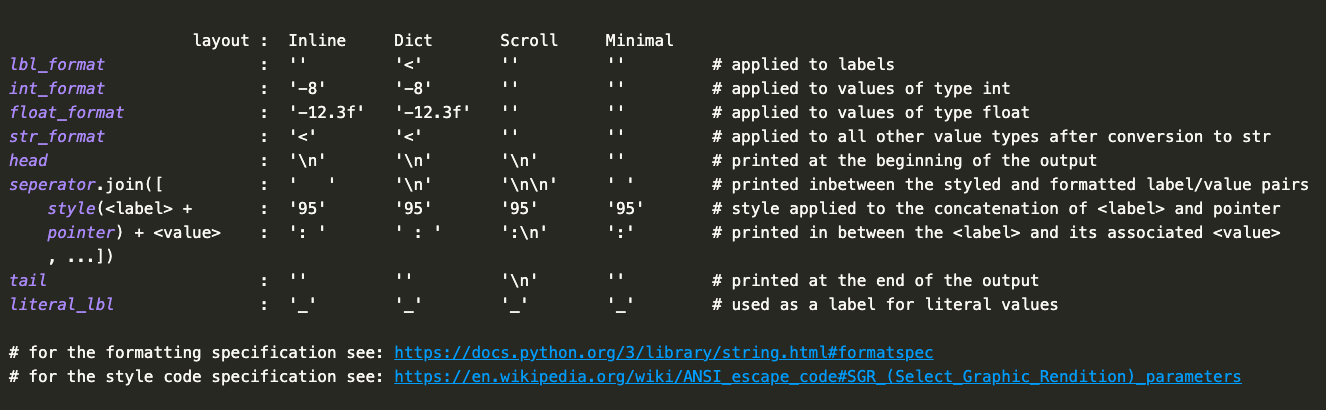 layout :  Inline     Dict       Scroll     Minimal
lbl_format                :  ''         '<'        ''         ''         # applied to labels
int_format                :  '-8'       '-8'       ''         ''         # applied to values of type int
float_format              :  '-12.3f'   '-12.3f'   ''         ''         # applied to values of type float
str_format                :  '<'        '<'        ''         ''         # applied to all other value types after conversion to str
head                      :  '\n'       '\n'       '\n'       ''         # printed at the beginning of the output
seperator.join([          :  '   '      '\n'       '\n\n'     ' '        # printed inbetween the styled and formatted label/value pairs
    style(<label> +       :  '95'       '95'       '95'       '95'       # style applied to the concatenation of <label> and pointer
    pointer) + <value>    :  ': '       ' : '      ':\n'      ':'        # printed in between the <label> and its associated <value>
    , ...])
tail                      :  ''         ''         '\n'       ''         # printed at the end of the output
literal_lbl               :  '_'        '_'        '_'        '_'        # used as a label for literal values
# for the formatting specification see: https://docs.python.org/3/library/string.html#formatspec
# for the style code specification see: https://en.wikipedia.org/wiki/ANSI_escape_code#SGR_(Select_Graphic_Rendition)_parameters